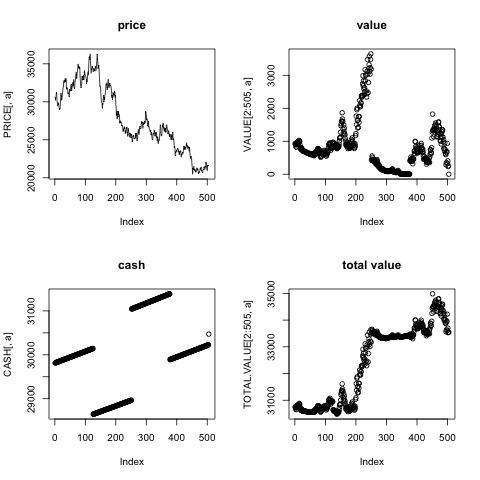 price
PRICE[, a]
20000 25000 30000 35000
0 100 200 300 400 500
Index
value
VALUE[2:505, a]
0 1000 2000 3000
0 100 200 300 400 500
Index
cash
CASH[, a]
29000 30000 31000
0 100 200 300 400 500
Index
total value
TOTAL.VALUE[2:505, a]
31000 33000 35000
0 100 200 300 400 500
Index